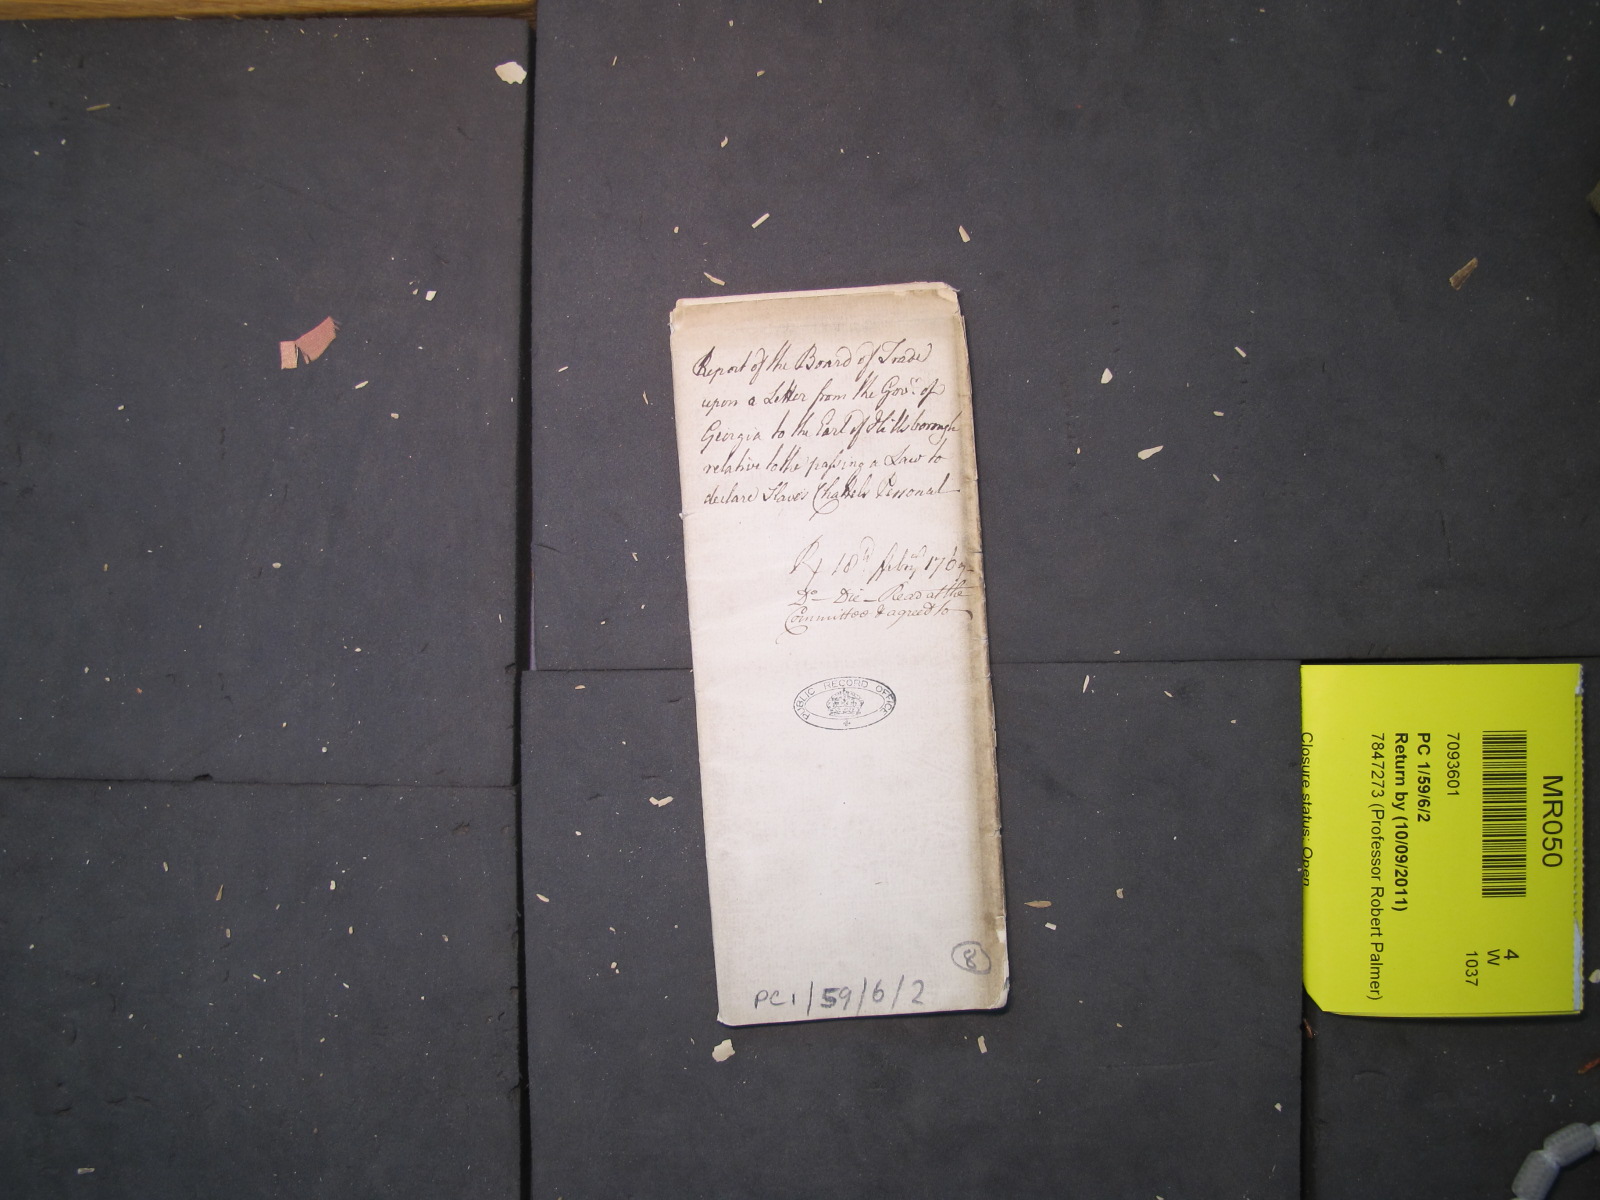 Report of the Board of Trade
upon a Letter from the Govr. of
Georgia to the Earl of Hillsborough
relative to the passing a Law to
declare Slaves Chattels Personal
18th Febry 176
Do— Die— Read at the
Committee & agreed to—
PUBLIC RECORD OFFICE
8
PC1/59/6/2
MR050
7093601
PC 1/59/6/2
Return by (10/09/2011)
7847273 (Professor Robert Palmer)
Closure status: Open
4
W
1037